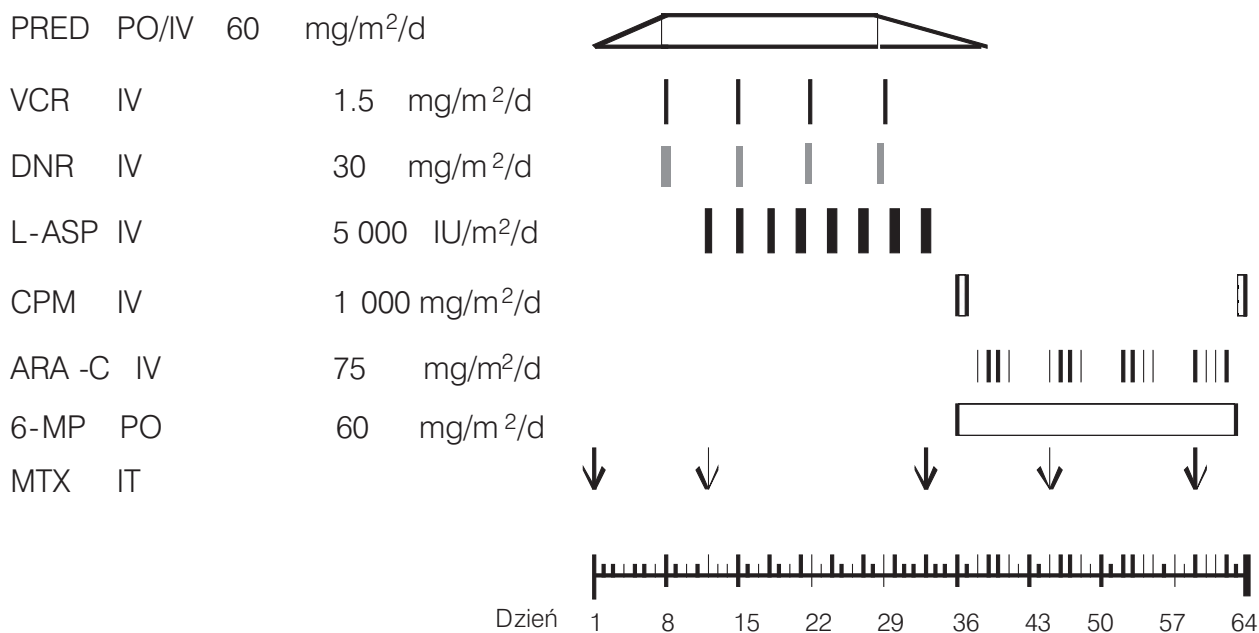 PRED PO/IV 60 mg/m²/d
VCR IV 1.5 mg/m²/d
DNR IV 30 mg/m²/d
L-ASP IV 5 000 IU/m²/d
CPM IV 1 000 mg/m²/d
ARA -C IV 75 mg/m²/d
6-MP PO 60 mg/m²/d
MTX IT
Dzień 1 8 15 22 29 36 43 50 57 64